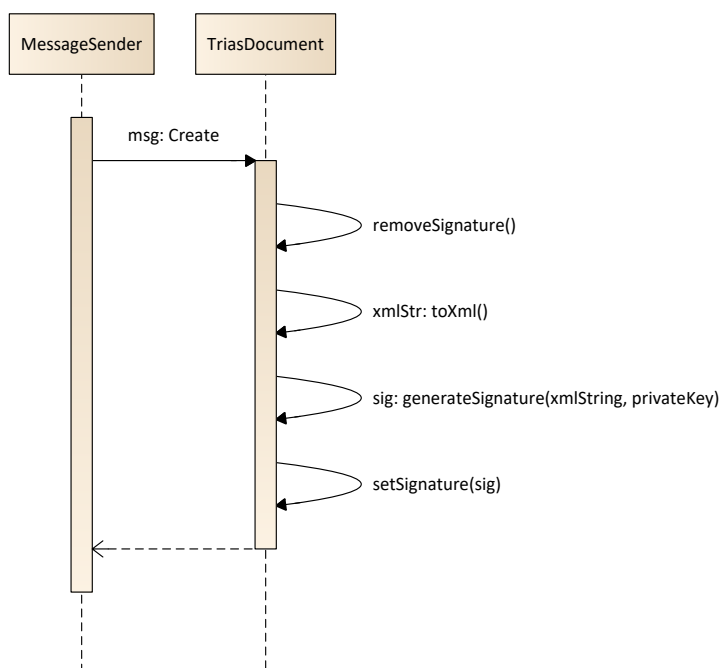 MessageSender
TriasDocument
msg: Create
removeSignature()
xmlStr: toXml()
sig: generateSignature(xmlString, privateKey)
setSignature(sig)